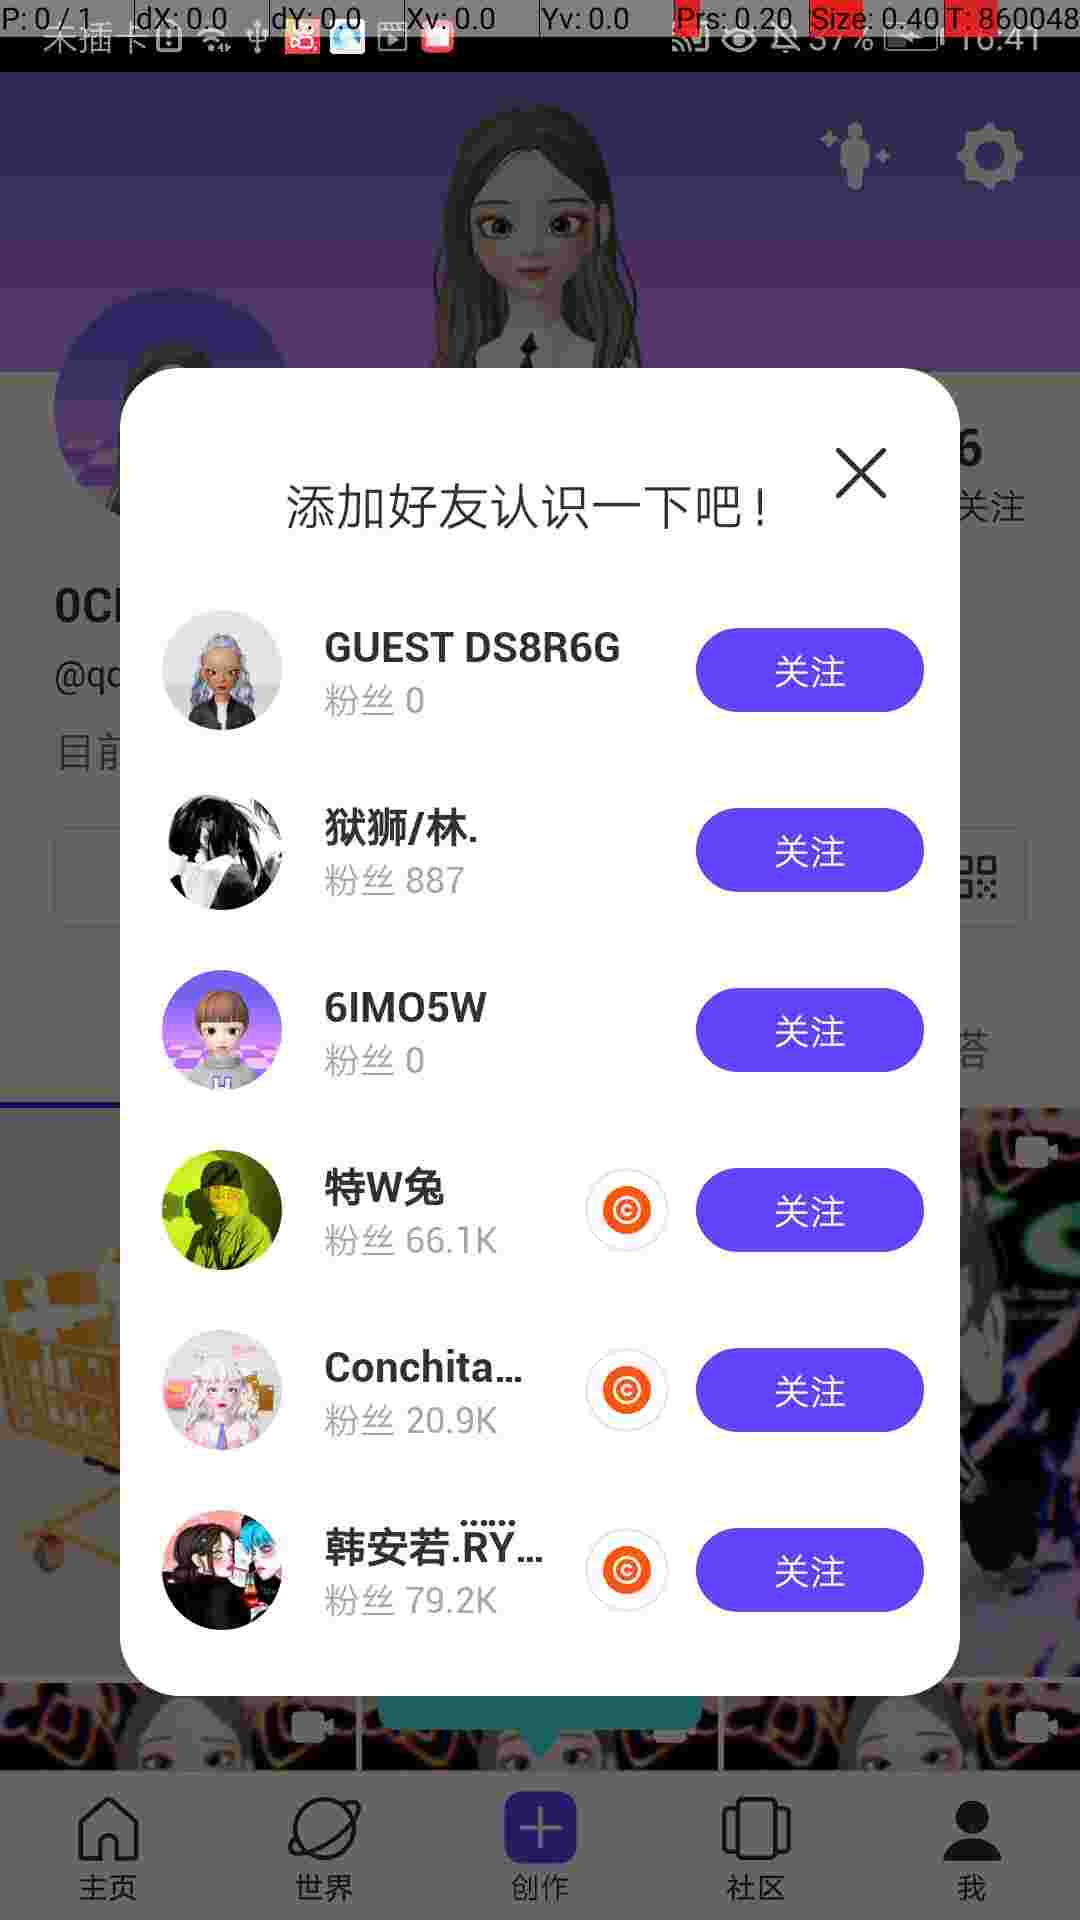 P: 0 / 1 dX: 0.0 dY: 0.0 Xv: 0.0 Yv: 0.0 Prs: 0.20 Size: 0.40 T: 860048
未插卡 37% 16:41
6
关注
添加好友认识一下吧！
@qc
目前
GUEST DS8R6G
粉丝 0
关注
狱狮/林.
粉丝 887
关注
6IMO5W
粉丝 0
关注
特W兔
粉丝 66.1K
关注
Conchita...
粉丝 20.9K
关注
韩安若.RY...
粉丝 79.2K
关注
主页 世界 创作 社区 我